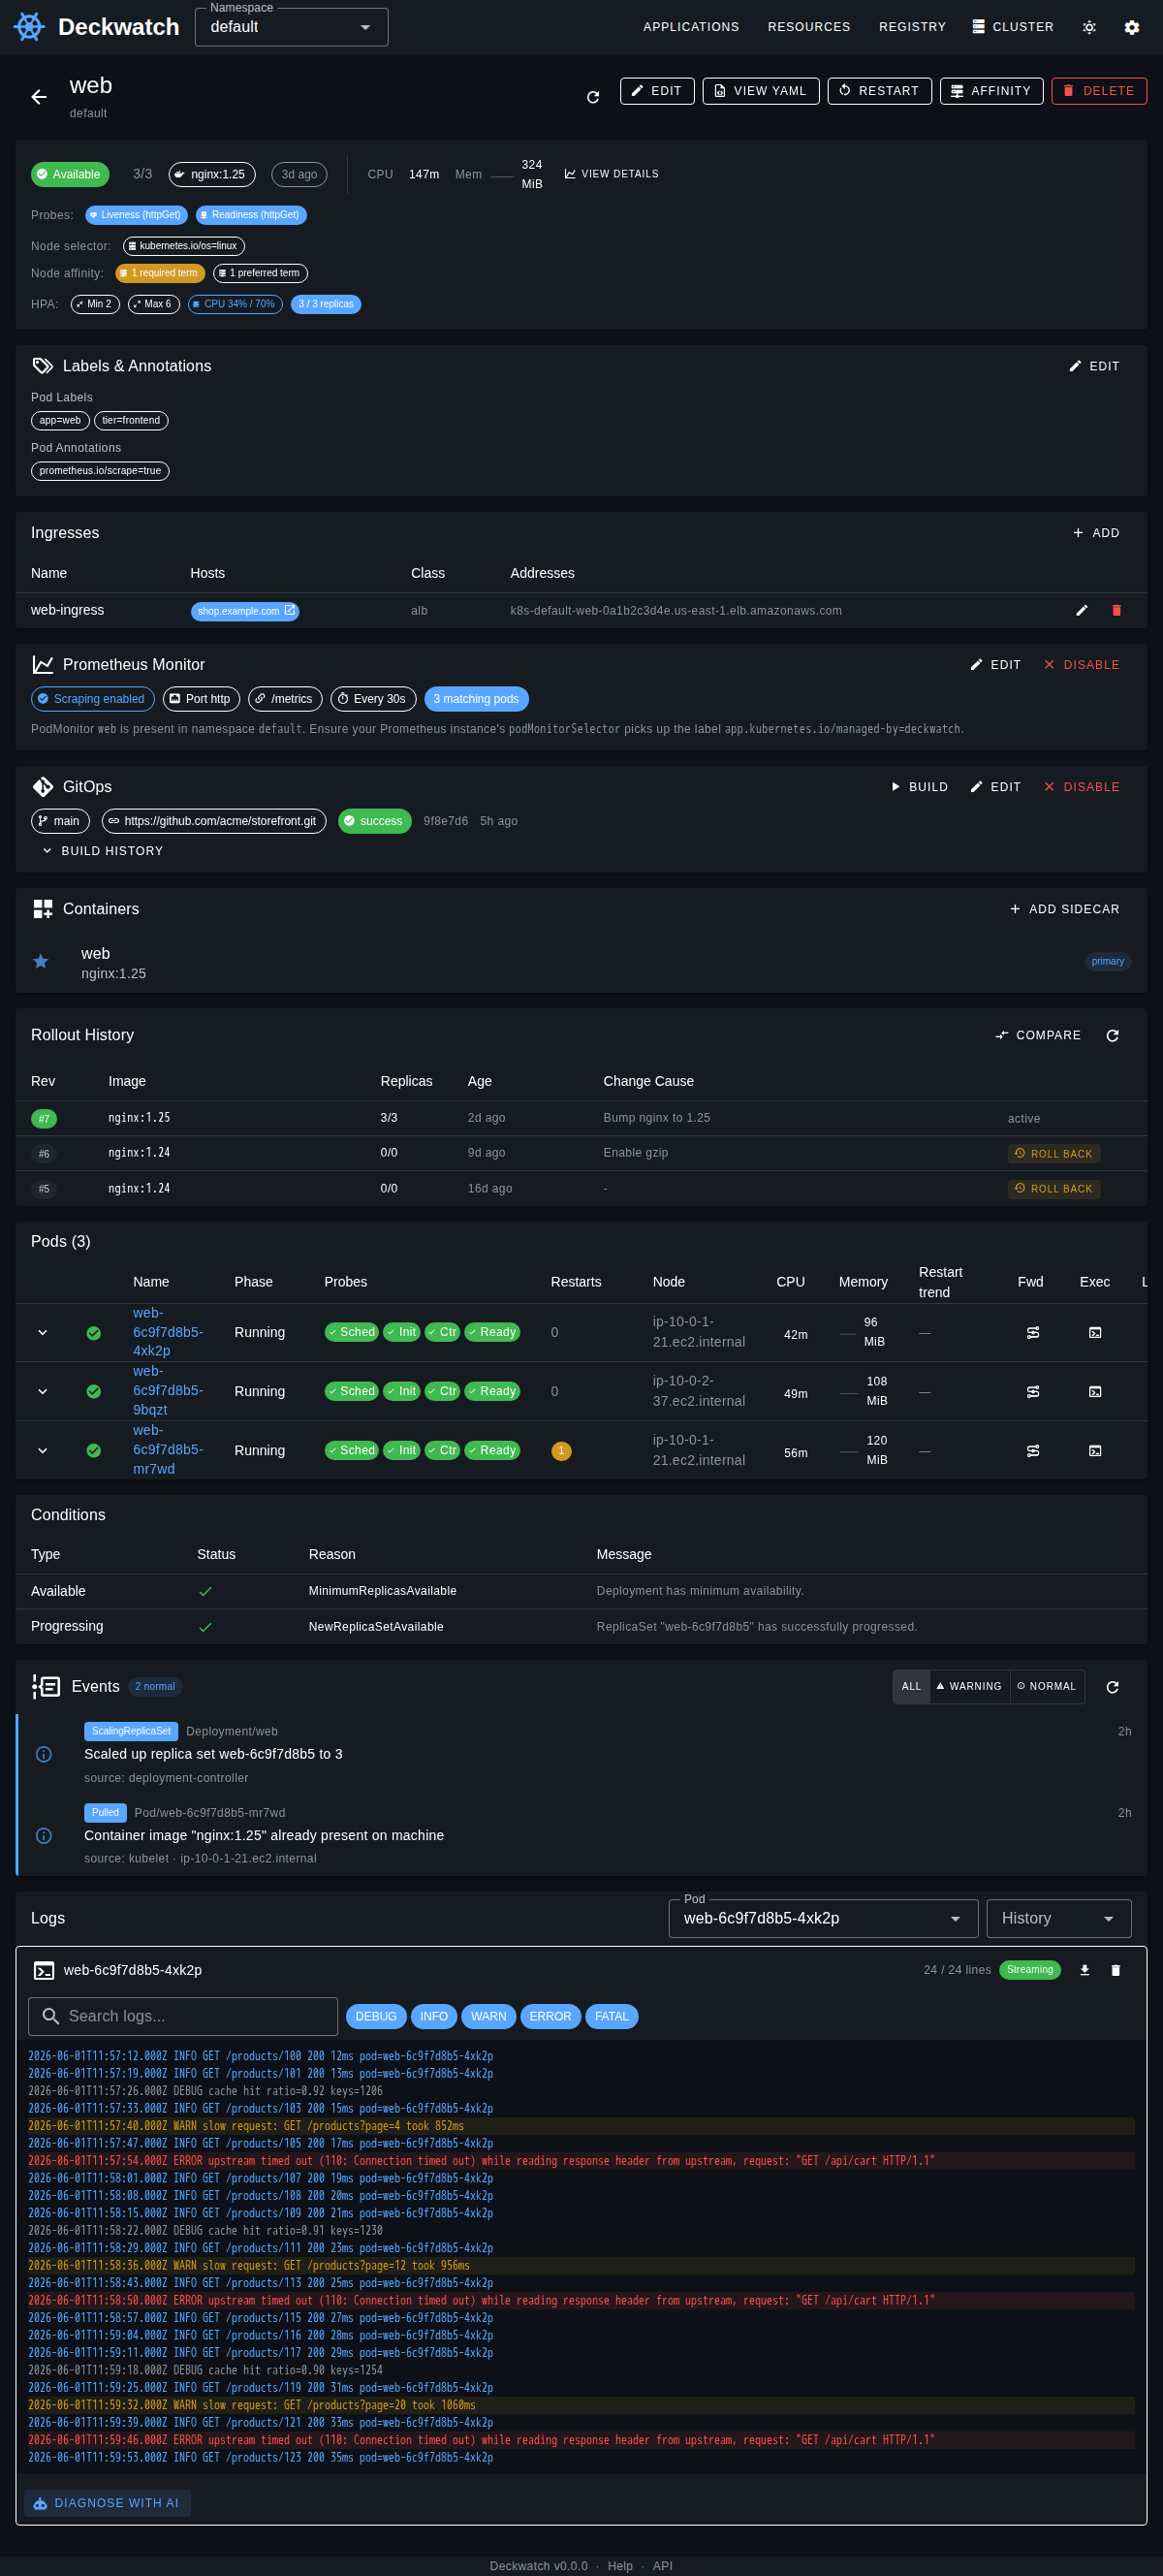 Deckwatch
Namespace
default
APPLICATIONS RESOURCES REGISTRY CLUSTER
web
default
EDIT VIEW YAML RESTART AFFINITY DELETE
Available 3/3 nginx:1.25 3d ago CPU 147m Mem 324 MiB VIEW DETAILS
Probes: Liveness (httpGet) Readiness (httpGet)
Node selector: kubernetes.io/os=linux
Node affinity: 1 required term 1 preferred term
HPA: Min 2 Max 6 CPU 34% / 70% 3 / 3 replicas
Labels & Annotations EDIT
Pod Labels
app=web tier=frontend
Pod Annotations
prometheus.io/scrape=true
Ingresses ADD
Name Hosts Class Addresses
web-ingress shop.example.com alb k8s-default-web-0a1b2c3d4e.us-east-1.elb.amazonaws.com
Prometheus Monitor EDIT DISABLE
Scraping enabled Port http /metrics Every 30s 3 matching pods
PodMonitor web is present in namespace default. Ensure your Prometheus instance's podMonitorSelector picks up the label app.kubernetes.io/managed-by=deckwatch.
GitOps BUILD EDIT DISABLE
main https://github.com/acme/storefront.git success 9f8e7d6 5h ago
BUILD HISTORY
Containers ADD SIDECAR
web
nginx:1.25
primary
Rollout History COMPARE
Rev Image Replicas Age Change Cause
#7 nginx:1.25 3/3 2d ago Bump nginx to 1.25 active
#6 nginx:1.24 0/0 9d ago Enable gzip ROLL BACK
#5 nginx:1.24 0/0 16d ago - ROLL BACK
Pods (3)
Name Phase Probes Restarts Node CPU Memory Restart trend Fwd Exec L
web-6c9f7d8b5-4xk2p Running Sched Init Ctr Ready 0 ip-10-0-1-21.ec2.internal 42m 96 MiB —
web-6c9f7d8b5-9bqzt Running Sched Init Ctr Ready 0 ip-10-0-2-37.ec2.internal 49m 108 MiB —
web-6c9f7d8b5-mr7wd Running Sched Init Ctr Ready 1 ip-10-0-1-21.ec2.internal 56m 120 MiB —
Conditions
Type Status Reason Message
Available MinimumReplicasAvailable Deployment has minimum availability.
Progressing NewReplicaSetAvailable ReplicaSet "web-6c9f7d8b5" has successfully progressed.
Events 2 normal ALL WARNING NORMAL
ScalingReplicaSet Deployment/web 2h
Scaled up replica set web-6c9f7d8b5 to 3
source: deployment-controller
Pulled Pod/web-6c9f7d8b5-mr7wd 2h
Container image "nginx:1.25" already present on machine
source: kubelet · ip-10-0-1-21.ec2.internal
Logs
Pod
web-6c9f7d8b5-4xk2p
History
web-6c9f7d8b5-4xk2p 24 / 24 lines Streaming
Search logs... DEBUG INFO WARN ERROR FATAL
2026-06-01T11:57:12.000Z INFO GET /products/100 200 12ms pod=web-6c9f7d8b5-4xk2p
2026-06-01T11:57:19.000Z INFO GET /products/101 200 13ms pod=web-6c9f7d8b5-4xk2p
2026-06-01T11:57:26.000Z DEBUG cache hit ratio=0.92 keys=1206
2026-06-01T11:57:33.000Z INFO GET /products/103 200 15ms pod=web-6c9f7d8b5-4xk2p
2026-06-01T11:57:40.000Z WARN slow request: GET /products?page=4 took 852ms
2026-06-01T11:57:47.000Z INFO GET /products/105 200 17ms pod=web-6c9f7d8b5-4xk2p
2026-06-01T11:57:54.000Z ERROR upstream timed out (110: Connection timed out) while reading response header from upstream, request: "GET /api/cart HTTP/1.1"
2026-06-01T11:58:01.000Z INFO GET /products/107 200 19ms pod=web-6c9f7d8b5-4xk2p
2026-06-01T11:58:08.000Z INFO GET /products/108 200 20ms pod=web-6c9f7d8b5-4xk2p
2026-06-01T11:58:15.000Z INFO GET /products/109 200 21ms pod=web-6c9f7d8b5-4xk2p
2026-06-01T11:58:22.000Z DEBUG cache hit ratio=0.91 keys=1230
2026-06-01T11:58:29.000Z INFO GET /products/111 200 23ms pod=web-6c9f7d8b5-4xk2p
2026-06-01T11:58:36.000Z WARN slow request: GET /products?page=12 took 956ms
2026-06-01T11:58:43.000Z INFO GET /products/113 200 25ms pod=web-6c9f7d8b5-4xk2p
2026-06-01T11:58:50.000Z ERROR upstream timed out (110: Connection timed out) while reading response header from upstream, request: "GET /api/cart HTTP/1.1"
2026-06-01T11:58:57.000Z INFO GET /products/115 200 27ms pod=web-6c9f7d8b5-4xk2p
2026-06-01T11:59:04.000Z INFO GET /products/116 200 28ms pod=web-6c9f7d8b5-4xk2p
2026-06-01T11:59:11.000Z INFO GET /products/117 200 29ms pod=web-6c9f7d8b5-4xk2p
2026-06-01T11:59:18.000Z DEBUG cache hit ratio=0.90 keys=1254
2026-06-01T11:59:25.000Z INFO GET /products/119 200 31ms pod=web-6c9f7d8b5-4xk2p
2026-06-01T11:59:32.000Z WARN slow request: GET /products?page=20 took 1060ms
2026-06-01T11:59:39.000Z INFO GET /products/121 200 33ms pod=web-6c9f7d8b5-4xk2p
2026-06-01T11:59:46.000Z ERROR upstream timed out (110: Connection timed out) while reading response header from upstream, request: "GET /api/cart HTTP/1.1"
2026-06-01T11:59:53.000Z INFO GET /products/123 200 35ms pod=web-6c9f7d8b5-4xk2p
DIAGNOSE WITH AI
Deckwatch v0.0.0 · Help · API